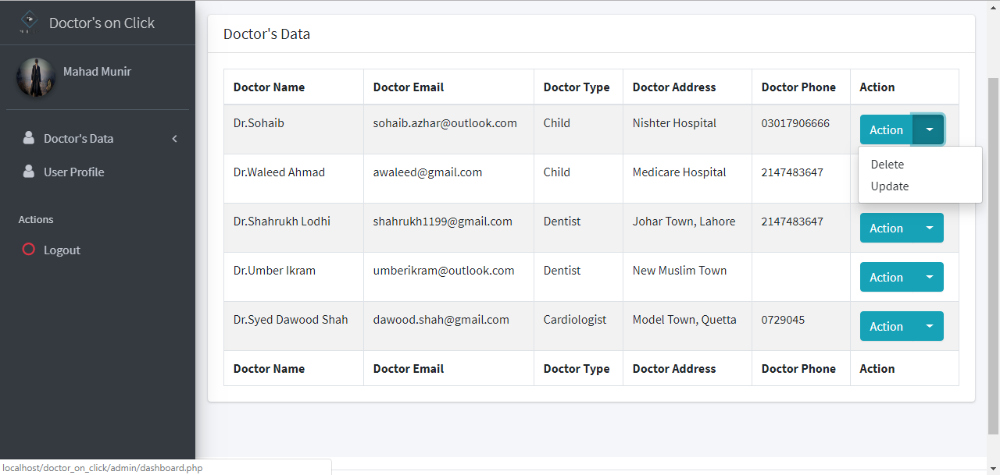 Doctor's on Click
Mahad Munir
Doctor's Data
User Profile
Actions
Logout
Doctor's Data
Doctor Name Doctor Email Doctor Type Doctor Address Doctor Phone Action
Dr.Sohaib sohaib.azhar@outlook.com Child Nishter Hospital 03017906666 Action
Delete
Update
Dr.Waleed Ahmad awaleed@gmail.com Child Medicare Hospital 2147483647
Dr.Shahrukh Lodhi shahrukh1199@gmail.com Dentist Johar Town, Lahore 2147483647 Action
Dr.Umber Ikram umberikram@outlook.com Dentist New Muslim Town Action
Dr.Syed Dawood Shah dawood.shah@gmail.com Cardiologist Model Town, Quetta 0729045 Action
Doctor Name Doctor Email Doctor Type Doctor Address Doctor Phone Action
localhost/doctor_on_click/admin/dashboard.php